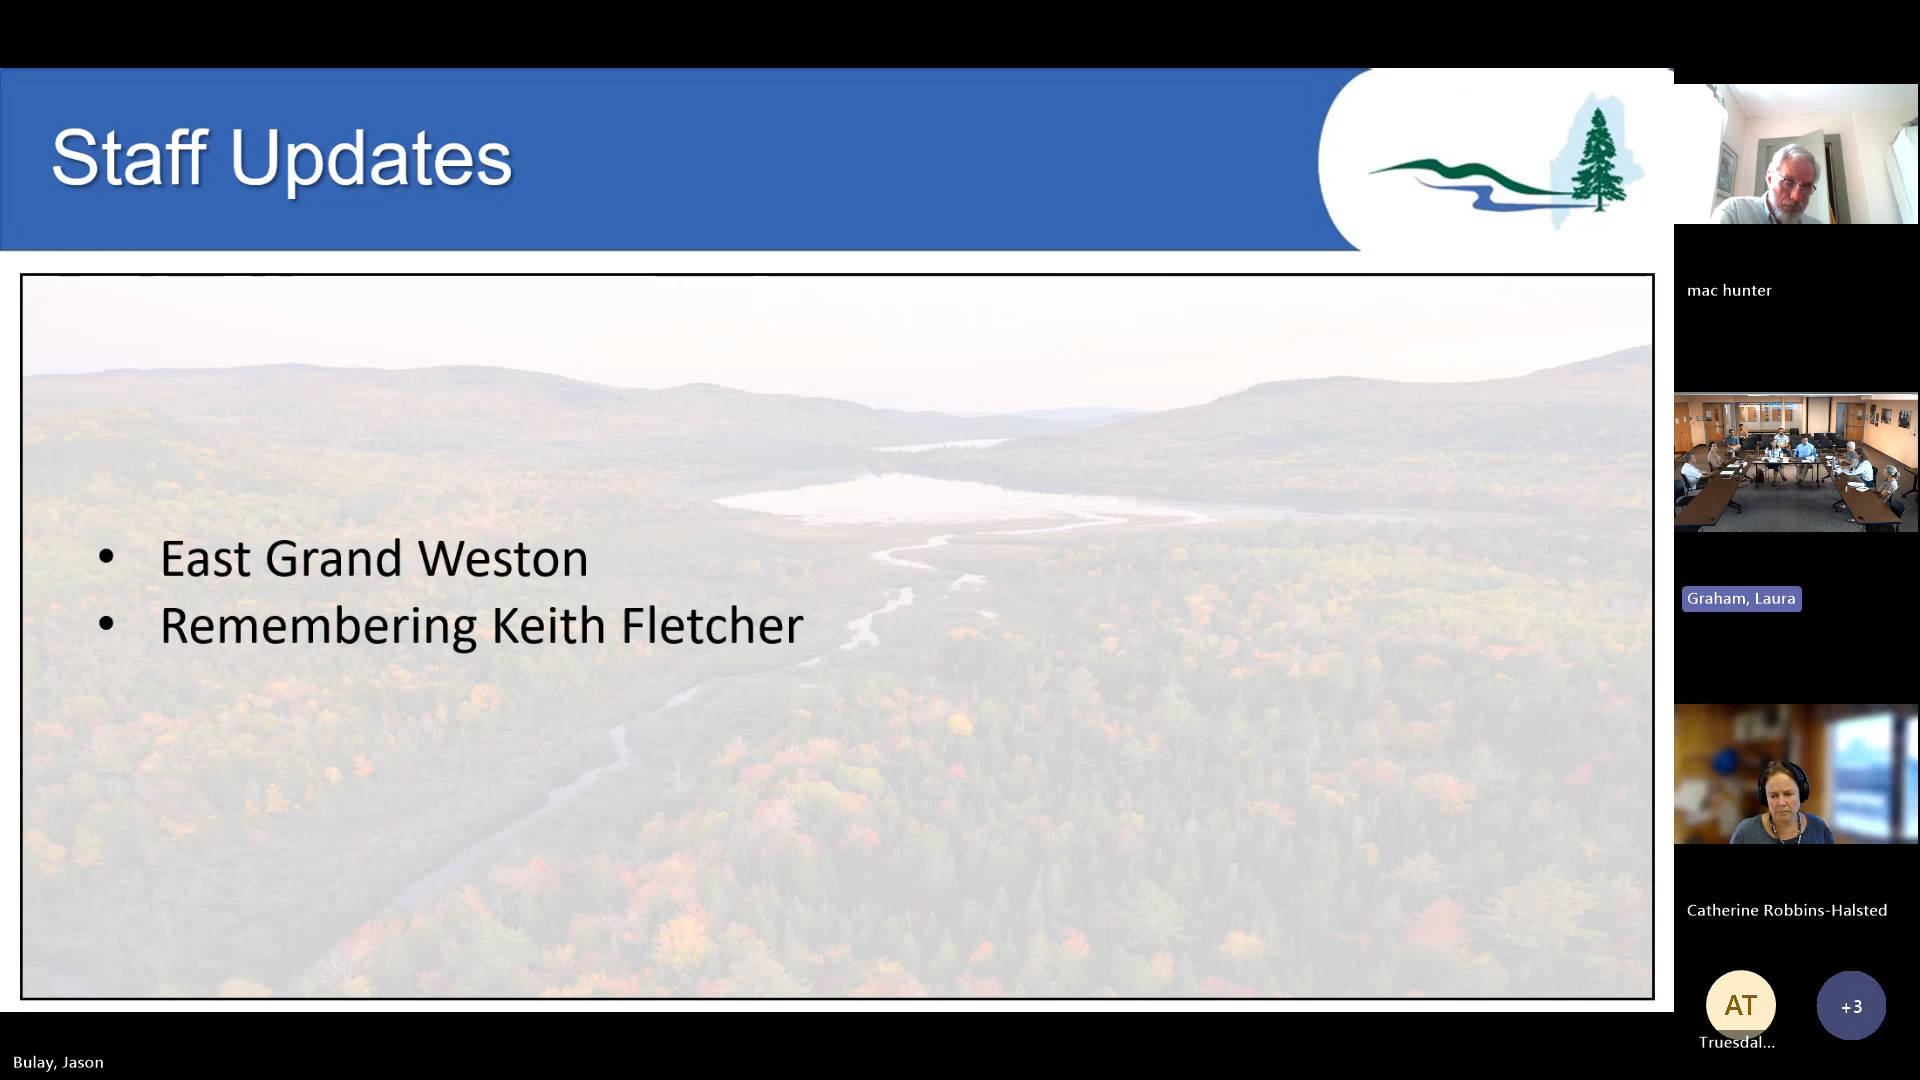 Staff Updates
• East Grand Weston
• Remembering Keith Fletcher
mac hunter
Graham, Laura
Catherine Robbins-Halsted
AT
+3
Truesdal...
Bulay, Jason